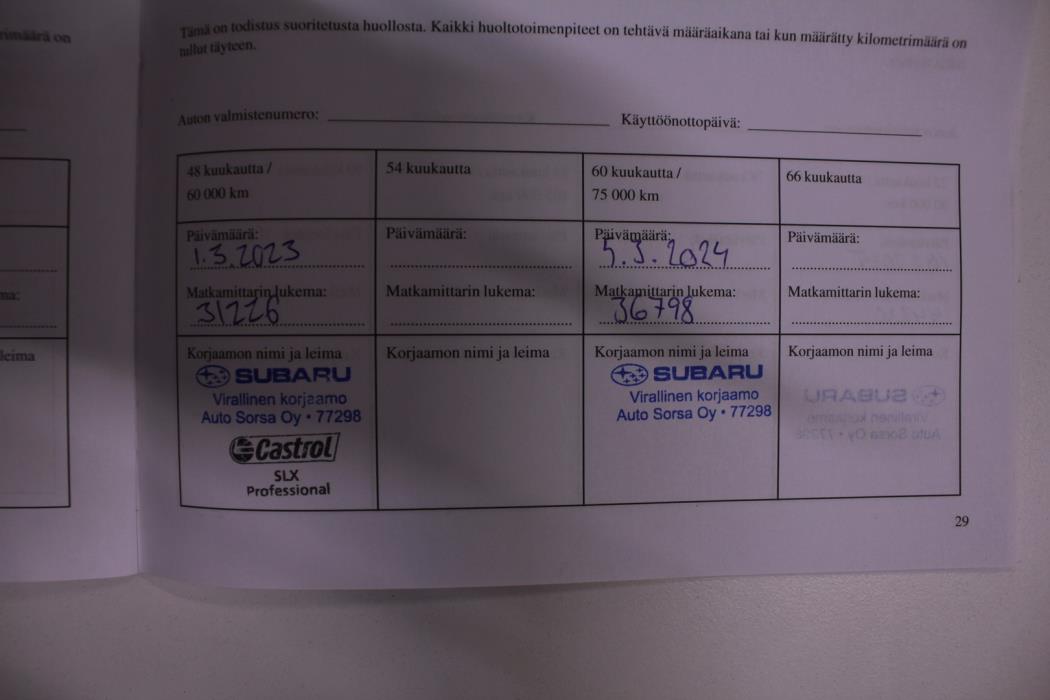 rimäärä on
Tämä on todistus suoritetusta huollosta. Kaikki huoltotoimenpiteet on tehtävä määräaikana tai kun määrätty kilometrimäärä on
tullut täyteen.
Auton valmistenumero: Käyttöönottopäivä:
48 kuukautta /
60 000 km
54 kuukautta
60 kuukautta /
75 000 km
66 kuukautta
Päivämäärä:
1.3.2023
Päivämäärä:
Päivämäärä:
5.3.2024
Päivämäärä:
Matkamittarin lukema:
31226
Matkamittarin lukema:
Matkamittarin lukema:
36798
Matkamittarin lukema:
Korjaamon nimi ja leima
SUBARU
Virallinen korjaamo
Auto Sorsa Oy • 77298
Castrol
SLX
Professional
Korjaamon nimi ja leima
Korjaamon nimi ja leima
SUBARU
Virallinen korjaamo
Auto Sorsa Oy • 77298
Korjaamon nimi ja leima
ma:
leima
29